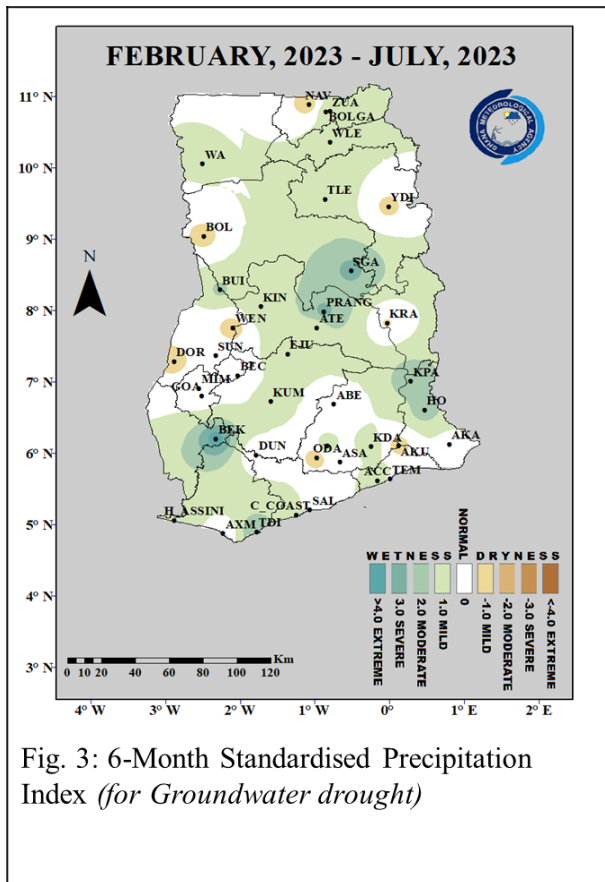 FEBRUARY, 2023 - JULY, 2023
11° N
10° N
9° N
8° N
7° N
6° N
5° N
4° N
3° N
NAV
ZUA
BOLGA
WLE
WA
TLE
YDI
BOL
SGA
BUI
KIN
PRANG
WEN
ATE
KRA
SUN
EJU
DOR
BEC
KPA
GOA
MIM
KUM
ABE
HO
BEK
DUN
ODA
ASA
KDA
AKU
AKA
ACC
TEM
SAL
C_COAST
H_ASSINI
AXM
TDI
GHANA METEOROLOGICAL AGENCY
N
WETNESS NORMAL DRYNESS
>4.0 EXTREME
3.0 SEVERE
2.0 MODERATE
1.0 MILD
0
-1.0 MILD
-2.0 MODERATE
-3.0 SEVERE
<-4.0 EXTREME
0 10 20 40 60 80 100 120 Km
4° W 3° W 2° W 1° W 0° 1° E 2° E
Fig. 3: 6-Month Standardised Precipitation
Index (for Groundwater drought)